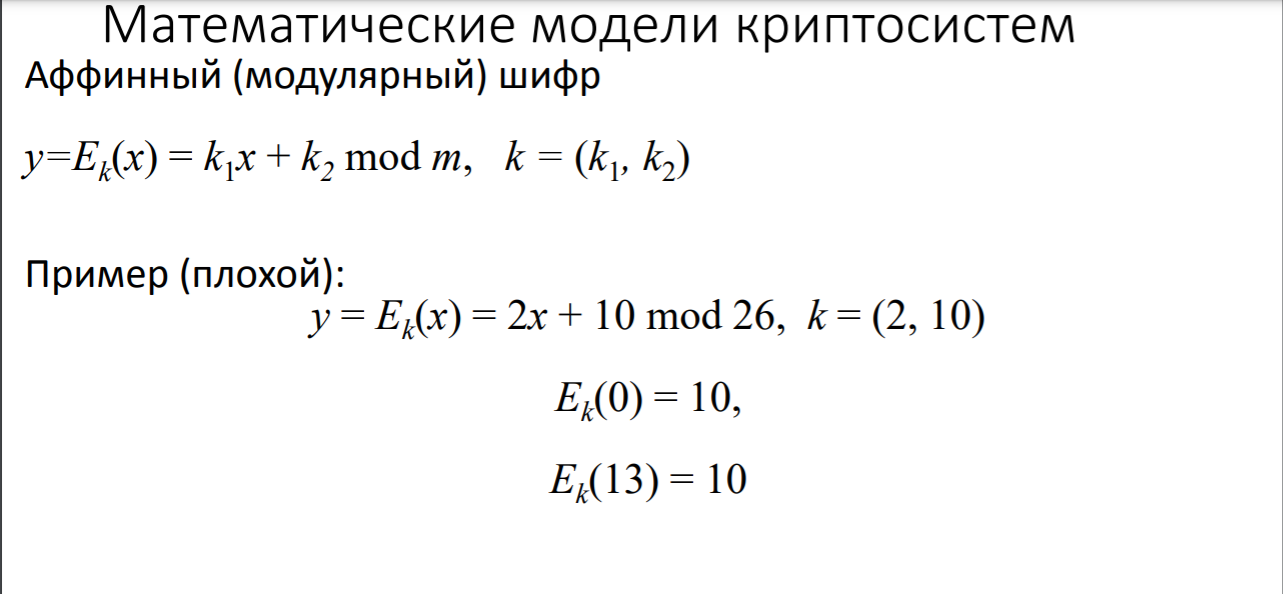 Математические модели криптосистем
Аффинный (модулярный) шифр
y=Eₖ(x) = k₁x + k₂ mod m, k = (k₁, k₂)
Пример (плохой):
y = Eₖ(x) = 2x + 10 mod 26, k = (2, 10)
Eₖ(0) = 10,
Eₖ(13) = 10